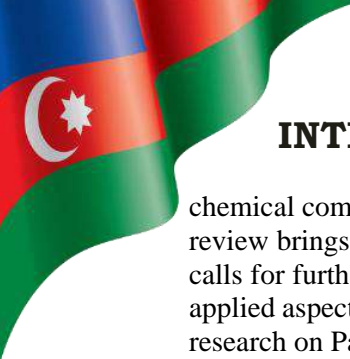 INTI
chemical com
review brings
calls for furth
applied aspect
research on Pa